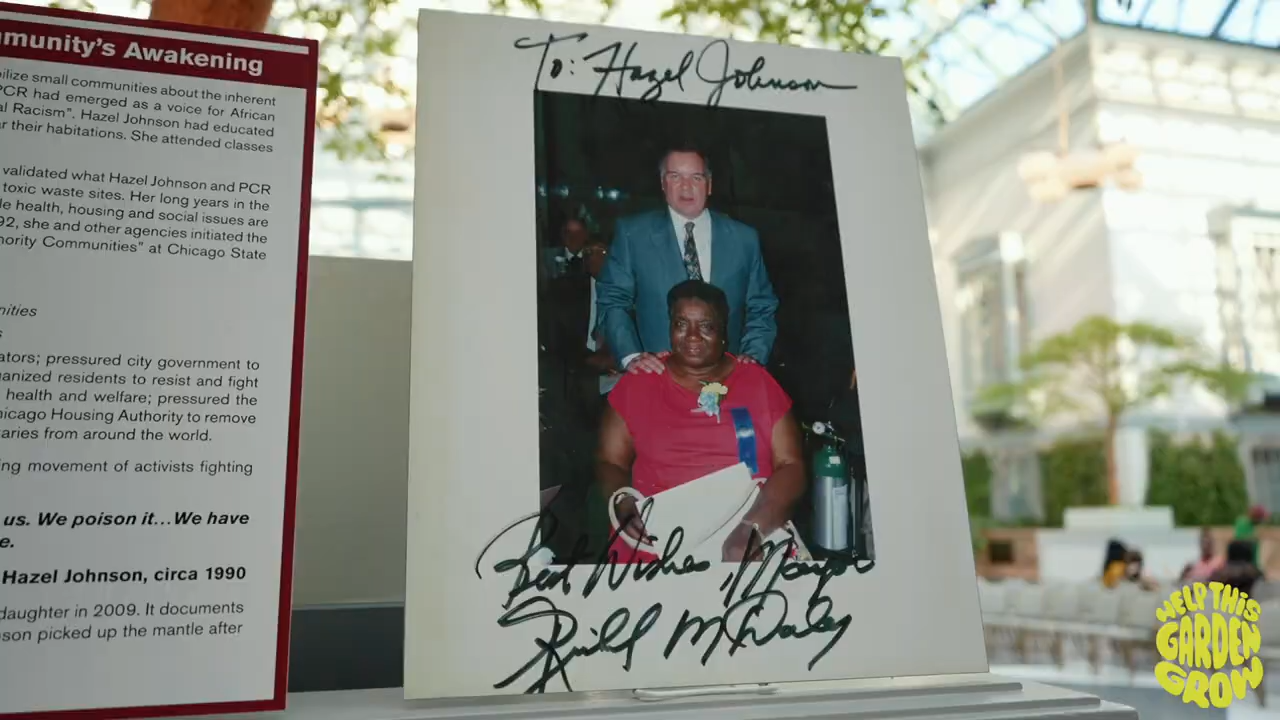 munity's Awakening
ilize small communities about the inherent
PCR had emerged as a voice for African
al Racism". Hazel Johnson had educated
r their habitations. She attended classes
validated what Hazel Johnson and PCR
toxic waste sites. Her long years in the
le health, housing and social issues are
92, she and other agencies initiated the
nority Communities" at Chicago State
nities
s
ators; pressured city government to
ganized residents to resist and fight
health and welfare; pressured the
hicago Housing Authority to remove
aries from around the world.
ing movement of activists fighting
us. We poison it...We have
e.
Hazel Johnson, circa 1990
daughter in 2009. It documents
son picked up the mantle after
To: Hazel Johnson
Best Wishes, Mayor
Richard M Daley
HELP THIS
GARDEN
GROW